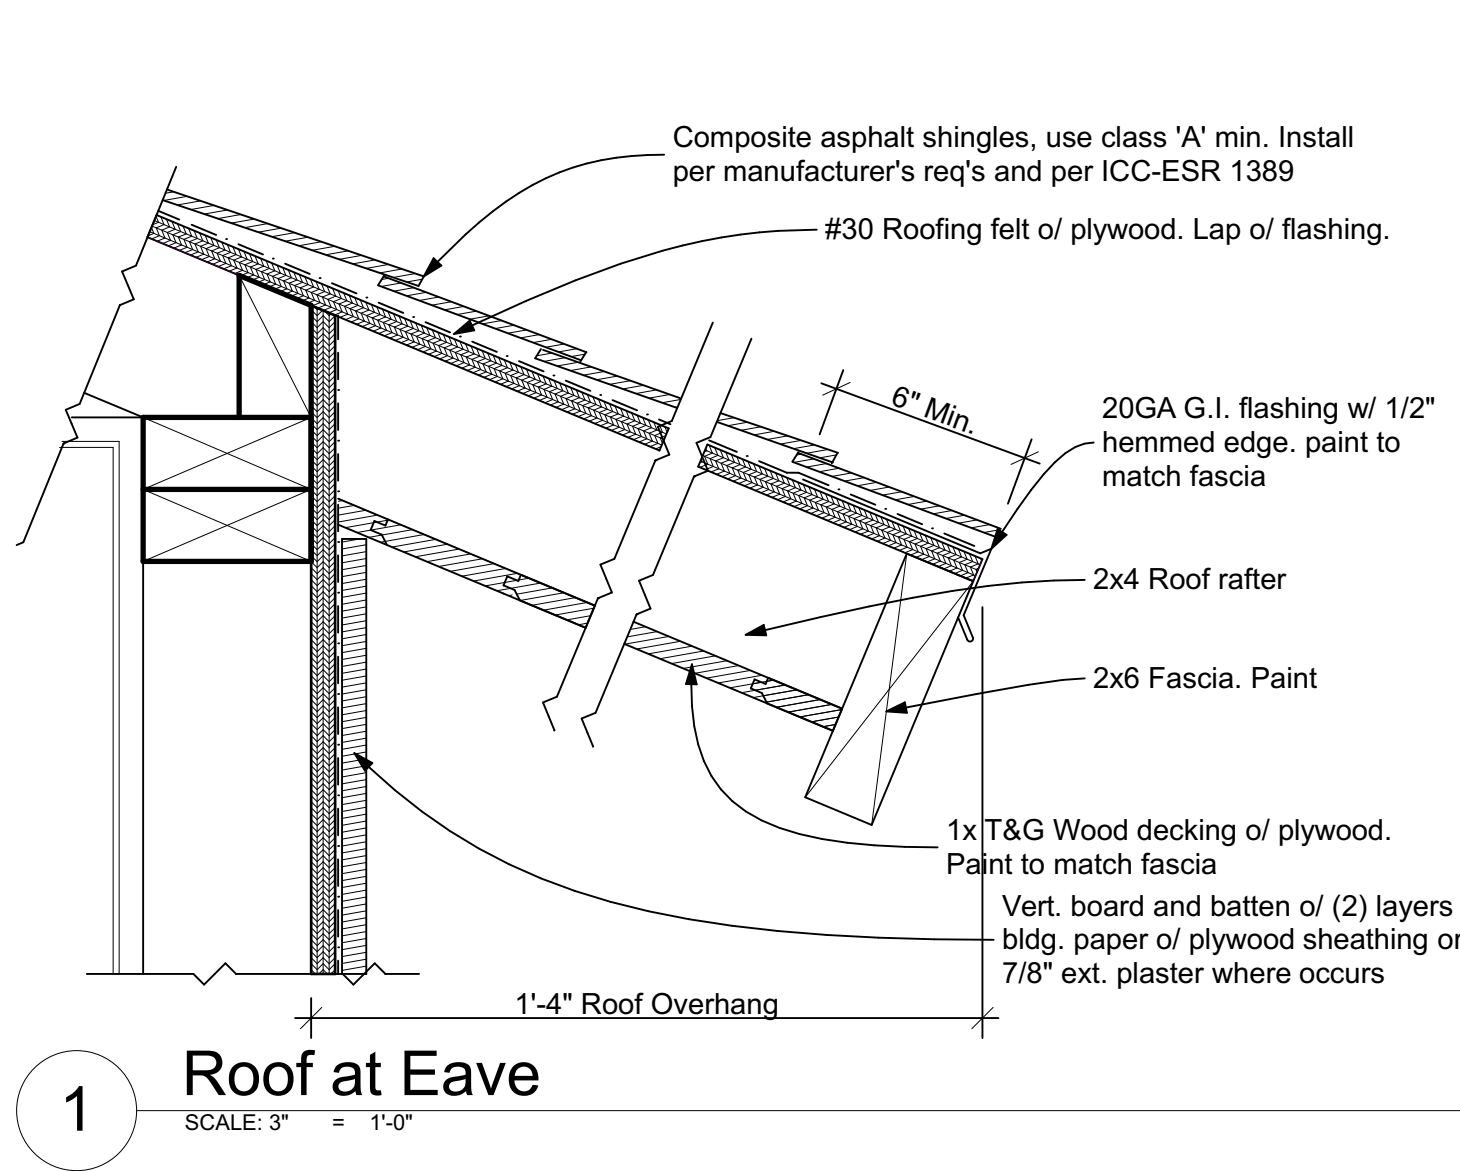 Composite asphalt shingles, use class 'A' min. Install
per manufacturer's req's and per ICC-ESR 1389
#30 Roofing felt o/ plywood. Lap o/ flashing.
6" Min.
20GA G.I. flashing w/ 1/2"
hemmed edge. paint to
match fascia
2x4 Roof rafter
2x6 Fascia. Paint
1x T&G Wood decking o/ plywood.
Paint to match fascia
Vert. board and batten o/ (2) layers
bldg. paper o/ plywood sheathing or
7/8" ext. plaster where occurs
1'-4" Roof Overhang
1
Roof at Eave
SCALE: 3" = 1'-0"